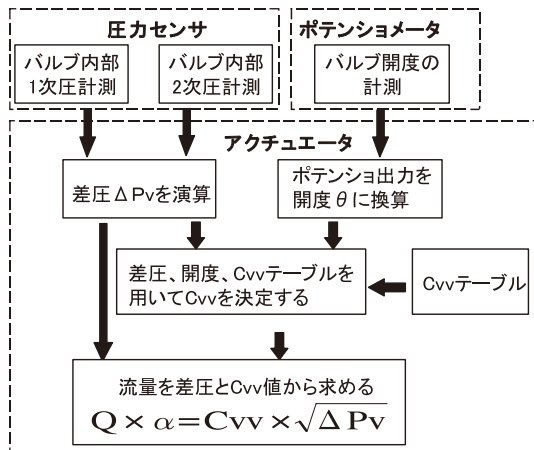 圧力センサ
ポテンショメータ
バルブ内部
1次圧計測
バルブ内部
2次圧計測
バルブ開度の
計測
アクチュエータ
差圧ΔPvを演算
ポテンショ出力を
開度θに換算
差圧、開度、Cvvテーブルを
用いてCvvを決定する
Cvvテーブル
流量を差圧とCvv値から求める
Q × α=Cvv×√ΔPv